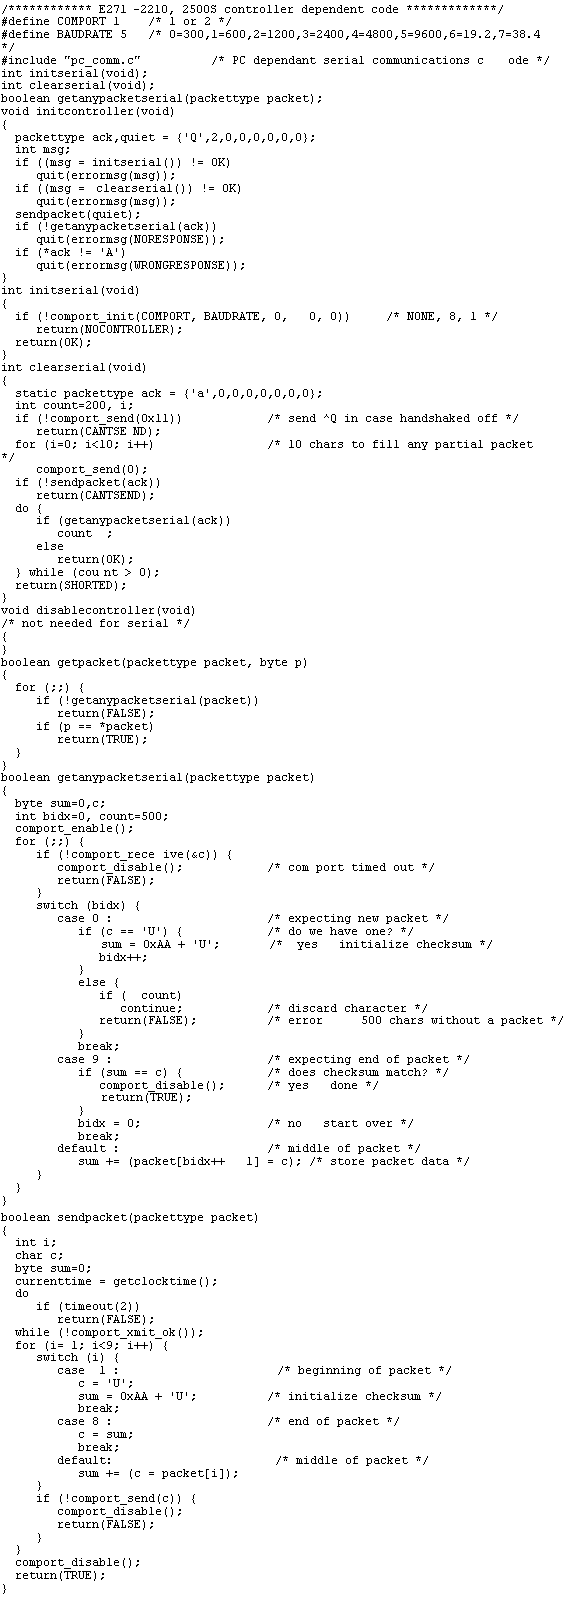 /************ E271 -2210, 2500S controller dependent code *************/
#define COMPORT 1    /* 1 or 2 */
#define BAUDRATE 5   /* 0=300,1=600,2=1200,3=2400,4=4800,5=9600,6=19.2,7=38.4
*/
#include "pc_comm.c"          /* PC dependant serial communications c   ode */
int initserial(void);
int clearserial(void);
boolean getanypacketserial(packettype packet);
void initcontroller(void)
{
  packettype ack,quiet = {'Q',2,0,0,0,0,0,0};
  int msg;
  if ((msg = initserial()) != OK)
     quit(errormsg(msg));
  if ((msg =  clearserial()) != OK)
     quit(errormsg(msg));
  sendpacket(quiet);
  if (!getanypacketserial(ack))
     quit(errormsg(NORESPONSE));
  if (*ack != 'A')
     quit(errormsg(WRONGRESPONSE));
}
int initserial(void)
{
  if (!comport_init(COMPORT, BAUDRATE, 0,   0, 0))     /* NONE, 8, 1 */
     return(NOCONTROLLER);
  return(OK);
}
int clearserial(void)
{
  static packettype ack = {'a',0,0,0,0,0,0,0};
  int count=200, i;
  if (!comport_send(0x11))            /* send ^Q in case handshaked off */
     return(CANTSE ND);
  for (i=0; i<10; i++)                /* 10 chars to fill any partial packet
*/
     comport_send(0);
  if (!sendpacket(ack))
     return(CANTSEND);
  do {
     if (getanypacketserial(ack))
        count  ;
     else
        return(OK);
  } while (cou nt > 0);
  return(SHORTED);
}
void disablecontroller(void)
/* not needed for serial */
{
}
boolean getpacket(packettype packet, byte p)
{
  for (;;) {
     if (!getanypacketserial(packet))
        return(FALSE);
     if (p == *packet)
        return(TRUE);
  }
}
boolean getanypacketserial(packettype packet)
{
  byte sum=0,c;
  int bidx=0, count=500;
  comport_enable();
  for (;;) {
     if (!comport_rece ive(&c)) {
        comport_disable();            /* com port timed out */
        return(FALSE);
     }
     switch (bidx) {
        case 0 :                      /* expecting new packet */
           if (c == 'U') {            /* do we have one? */
              sum = 0xAA + 'U';       /*  yes   initialize checksum */
              bidx++;
           }
           else {
              if (  count)
                 continue;            /* discard character */
              return(FALSE);          /* error      500 chars without a packet */
           }
           break;
        case 9 :                      /* expecting end of packet */
           if (sum == c) {            /* does checksum match? */
              comport_disable();      /* yes   done */
              return(TRUE);
           }
           bidx = 0;                  /* no   start over */
           break;
        default :                     /* middle of packet */
           sum += (packet[bidx++   1] = c); /* store packet data */
     }
  }
}
boolean sendpacket(packettype packet)
{
  int i;
  char c;
  byte sum=0;
  currenttime = getclocktime();
  do
     if (timeout(2))
        return(FALSE);
  while (!comport_xmit_ok());
  for (i= 1; i<9; i++) {
     switch (i) {
        case  1 :                      /* beginning of packet */
           c = 'U';
           sum = 0xAA + 'U';          /* initialize checksum */
           break;
        case 8 :                      /* end of packet */
           c = sum;
           break;
        default:                       /* middle of packet */
           sum += (c = packet[i]);
     }
     if (!comport_send(c)) {
        comport_disable();
        return(FALSE);
     }
  }
  comport_disable();
  return(TRUE);
}